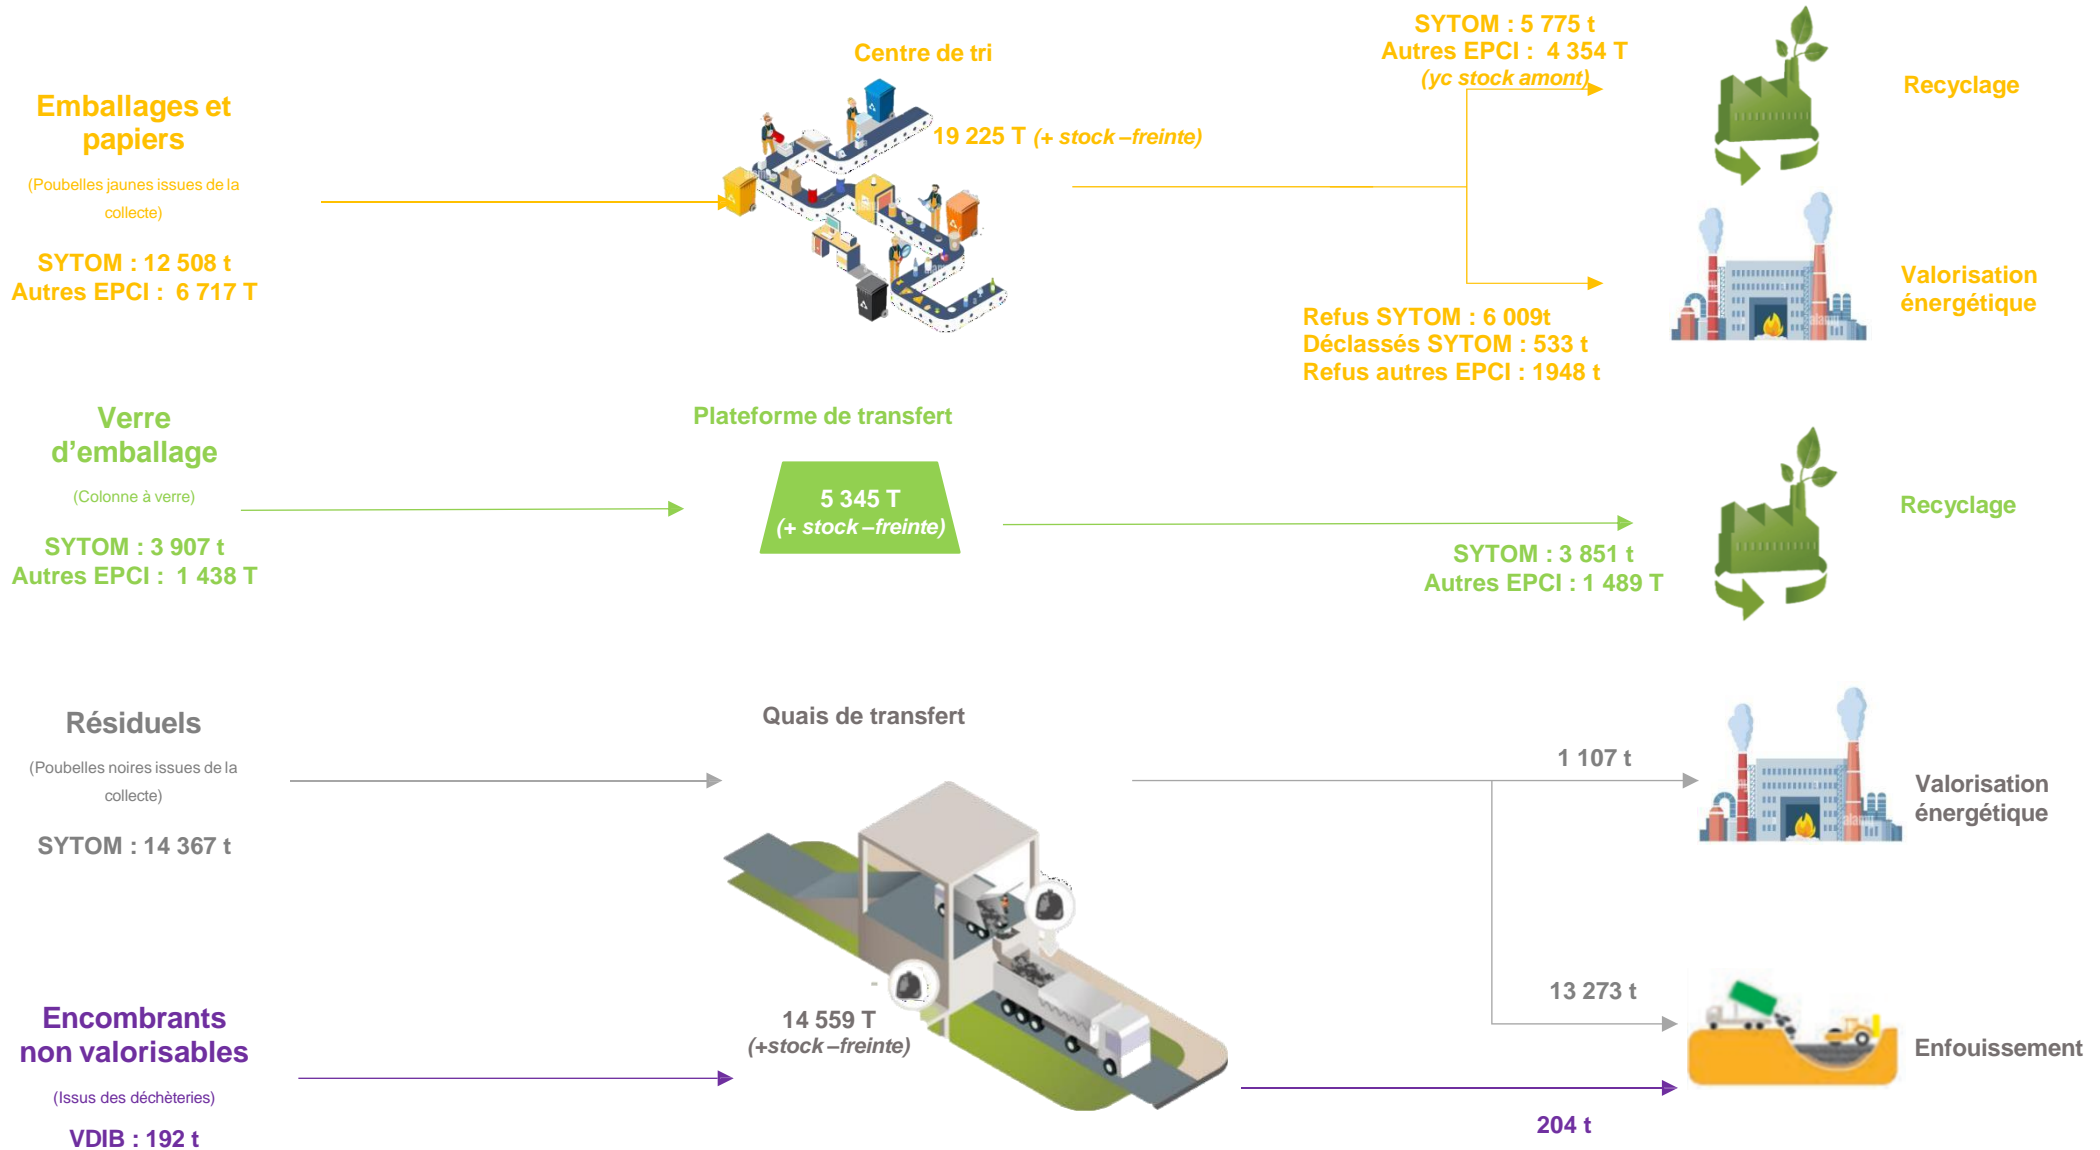 Emballages et
papiers
(Poubelles jaunes issues de la
collecte)
SYTOM : 12 508 t
Autres EPCI : 6 717 T
Centre de tri
19 225 T (+ stock –freinte)
SYTOM : 5 775 t
Autres EPCI : 4 354 T
(yc stock amont)
Recyclage
Valorisation
énergétique
Refus SYTOM : 6 009t
Déclassés SYTOM : 533 t
Refus autres EPCI : 1948 t
Verre
d’emballage
(Colonne à verre)
SYTOM : 3 907 t
Autres EPCI : 1 438 T
Plateforme de transfert
5 345 T
(+ stock –freinte)
SYTOM : 3 851 t
Autres EPCI : 1 489 T
Recyclage
Résiduels
(Poubelles noires issues de la
collecte)
SYTOM : 14 367 t
Quais de transfert
1 107 t
Valorisation
énergétique
13 273 t
Enfouissement
Encombrants
non valorisables
(Issus des déchèteries)
VDIB : 192 t
14 559 T
(+stock –freinte)
204 t